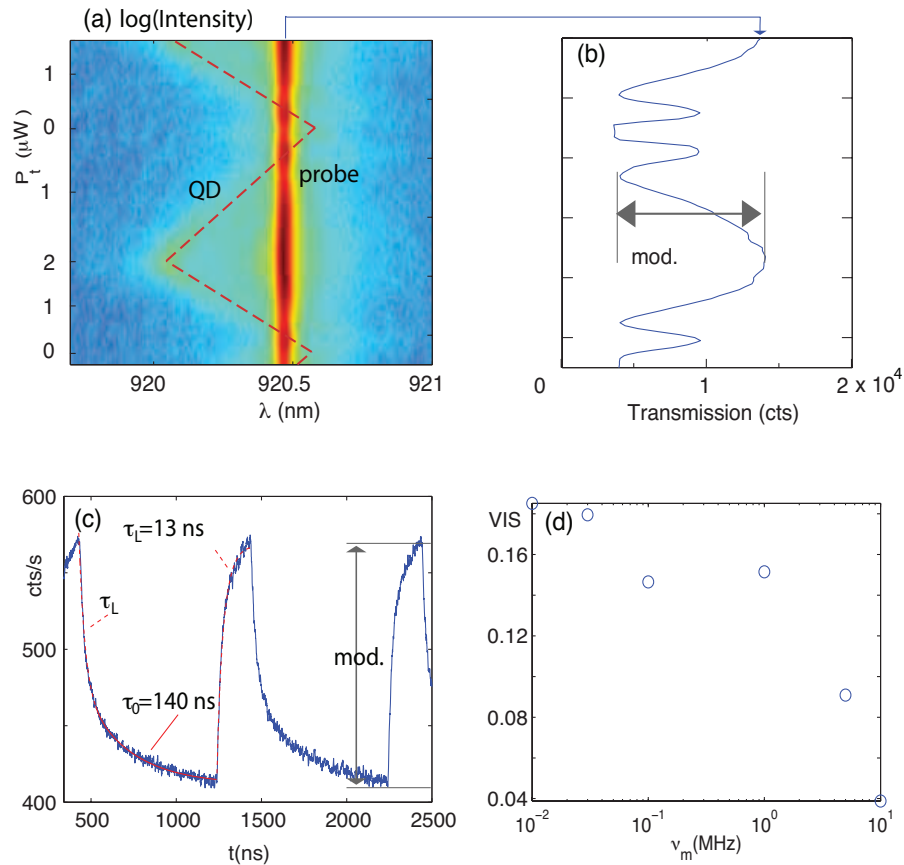 (a) log(Intensity)
P_t (μW)
1
0
1
2
1
0
QD
probe
920
920.5
921
λ (nm)
(b)
mod.
0
1
2 x 10^4
Transmission (cts)
(c)
600
500
400
cts/s
τ_L=13 ns
τ_L
τ_0=140 ns
mod.
500
1000
1500
2000
2500
t(ns)
(d)
VIS
0.16
0.12
0.08
0.04
10^-2
10^-1
10^0
10^1
ν_m(MHz)